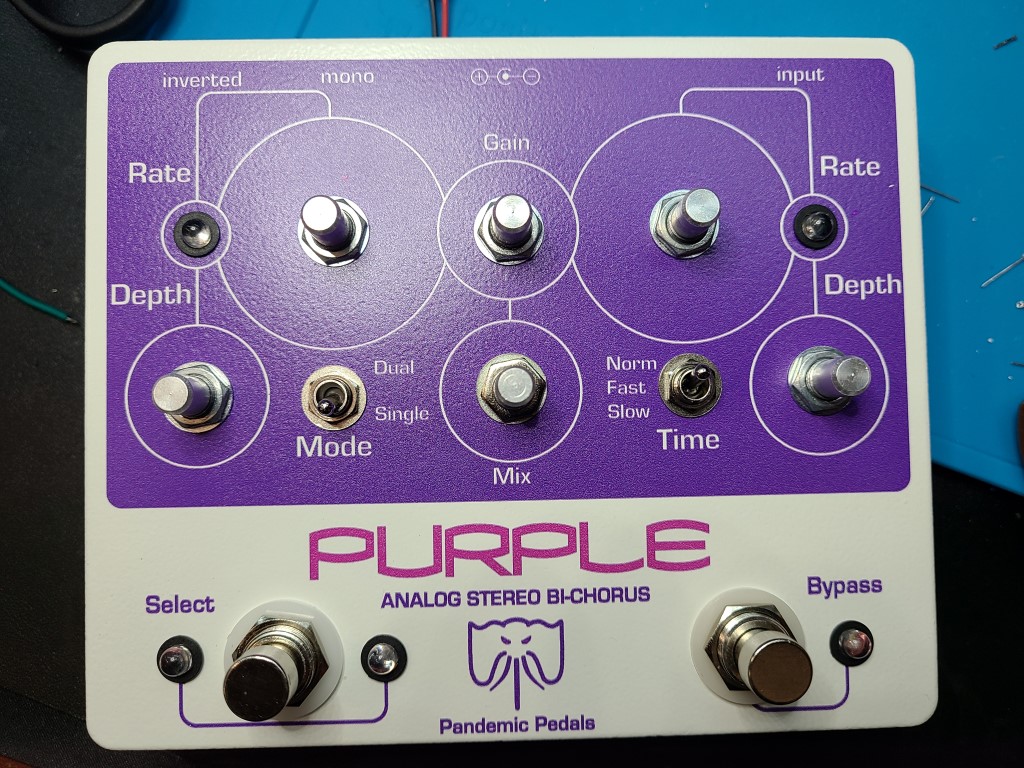 inverted mono input
Gain
Rate Rate
Depth Depth
Dual
Single
Mode
Norm
Fast
Slow
Time
Mix
PURPLE
ANALOG STEREO BI-CHORUS
Select
Bypass
Pandemic Pedals